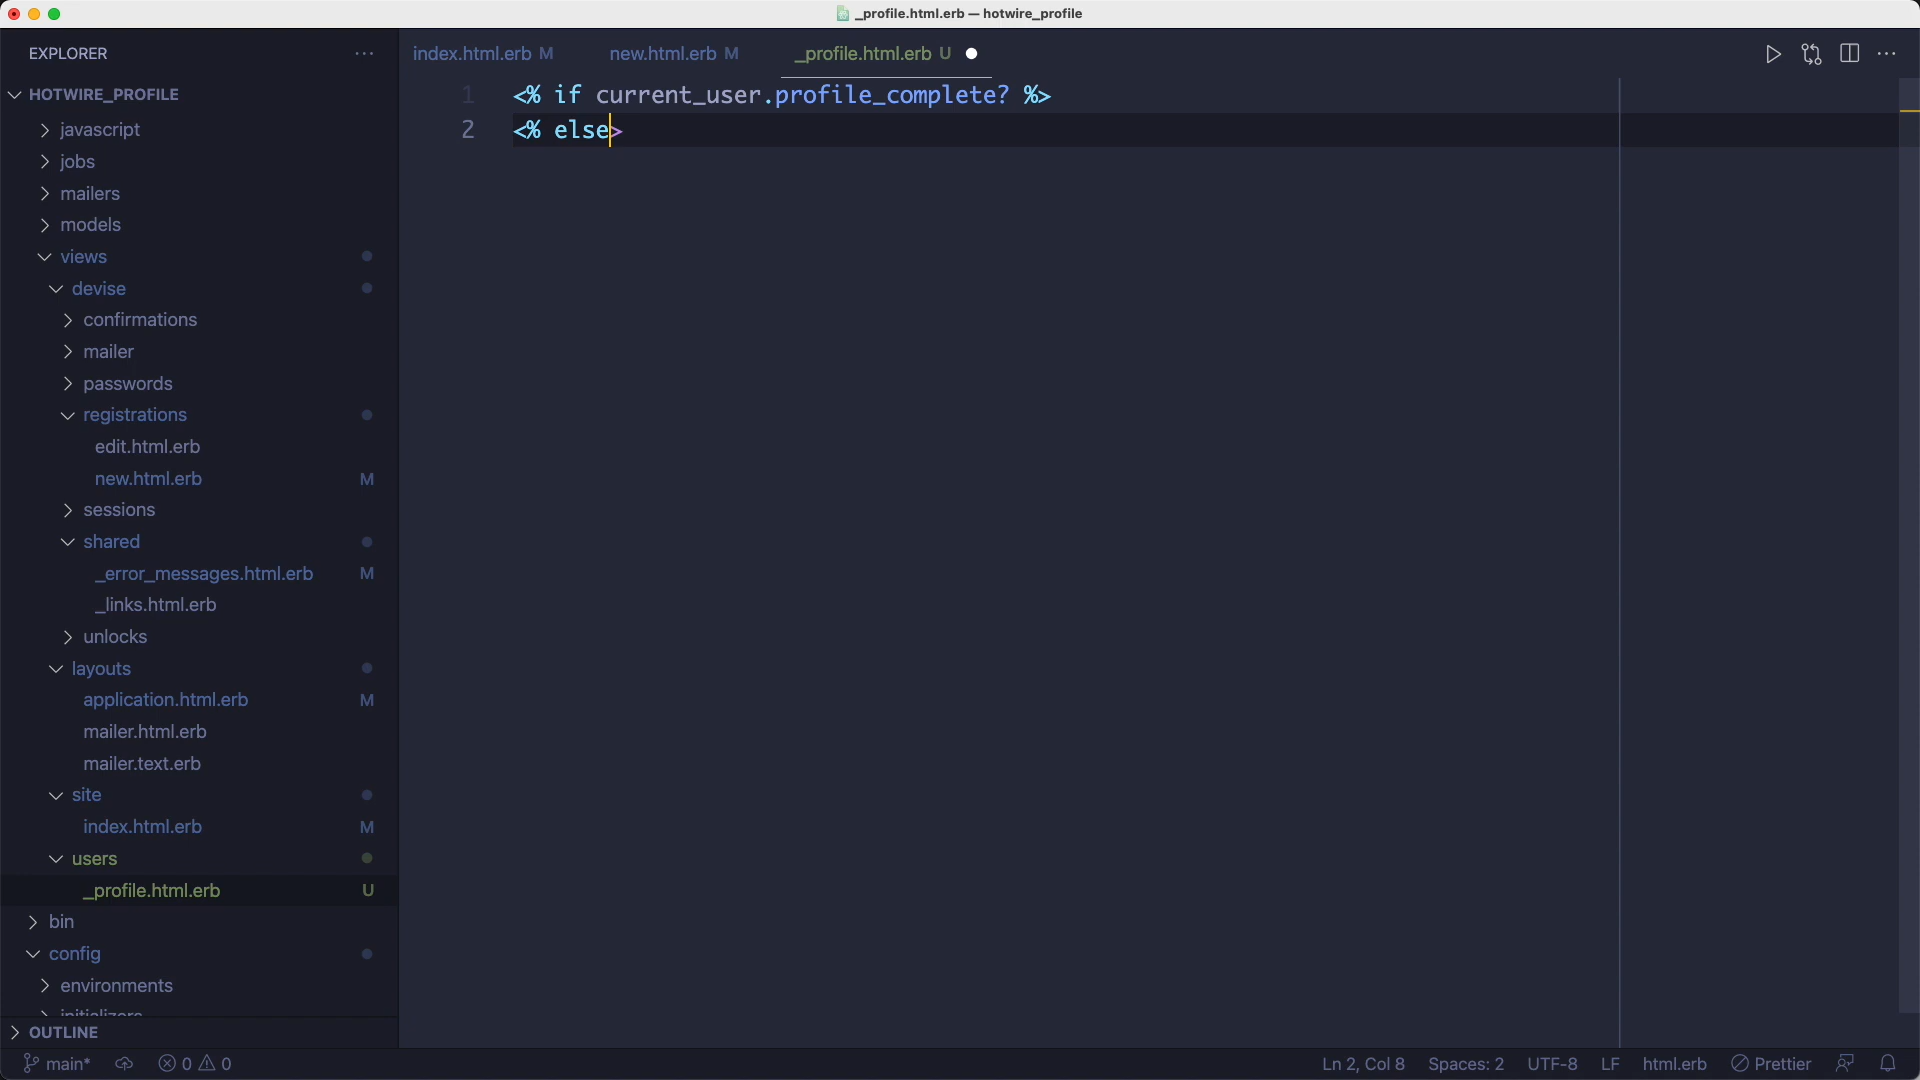 _profile.html.erb — hotwire_profile
EXPLORER
HOTWIRE_PROFILE
javascript
jobs
mailers
models
views
devise
confirmations
mailer
passwords
registrations
edit.html.erb
new.html.erb M
sessions
shared
_error_messages.html.erb M
_links.html.erb
unlocks
layouts
application.html.erb M
mailer.html.erb
mailer.text.erb
site
index.html.erb M
users
_profile.html.erb U
bin
config
environments
initializers
OUTLINE
index.html.erb M new.html.erb M _profile.html.erb U
1 <% if current_user.profile_complete? %>
2 <% else>
main* 0 0 Ln 2, Col 8 Spaces: 2 UTF-8 LF html.erb Prettier